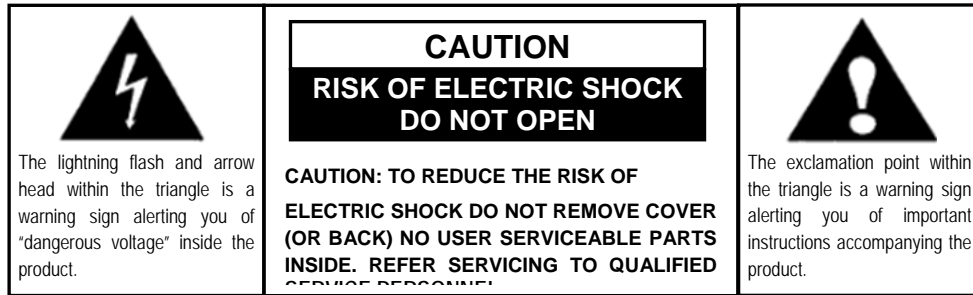 The lightning flash and arrow
head within the triangle is a
warning sign alerting you of
“dangerous voltage” inside the
product.
CAUTION
RISK OF ELECTRIC SHOCK
DO NOT OPEN
CAUTION: TO REDUCE THE RISK OF
ELECTRIC SHOCK DO NOT REMOVE COVER
(OR BACK) NO USER SERVICEABLE PARTS
INSIDE. REFER SERVICING TO QUALIFIED
SERVICE PERSONNEL
The exclamation point within
the triangle is a warning sign
alerting you of important
instructions accompanying the
product.